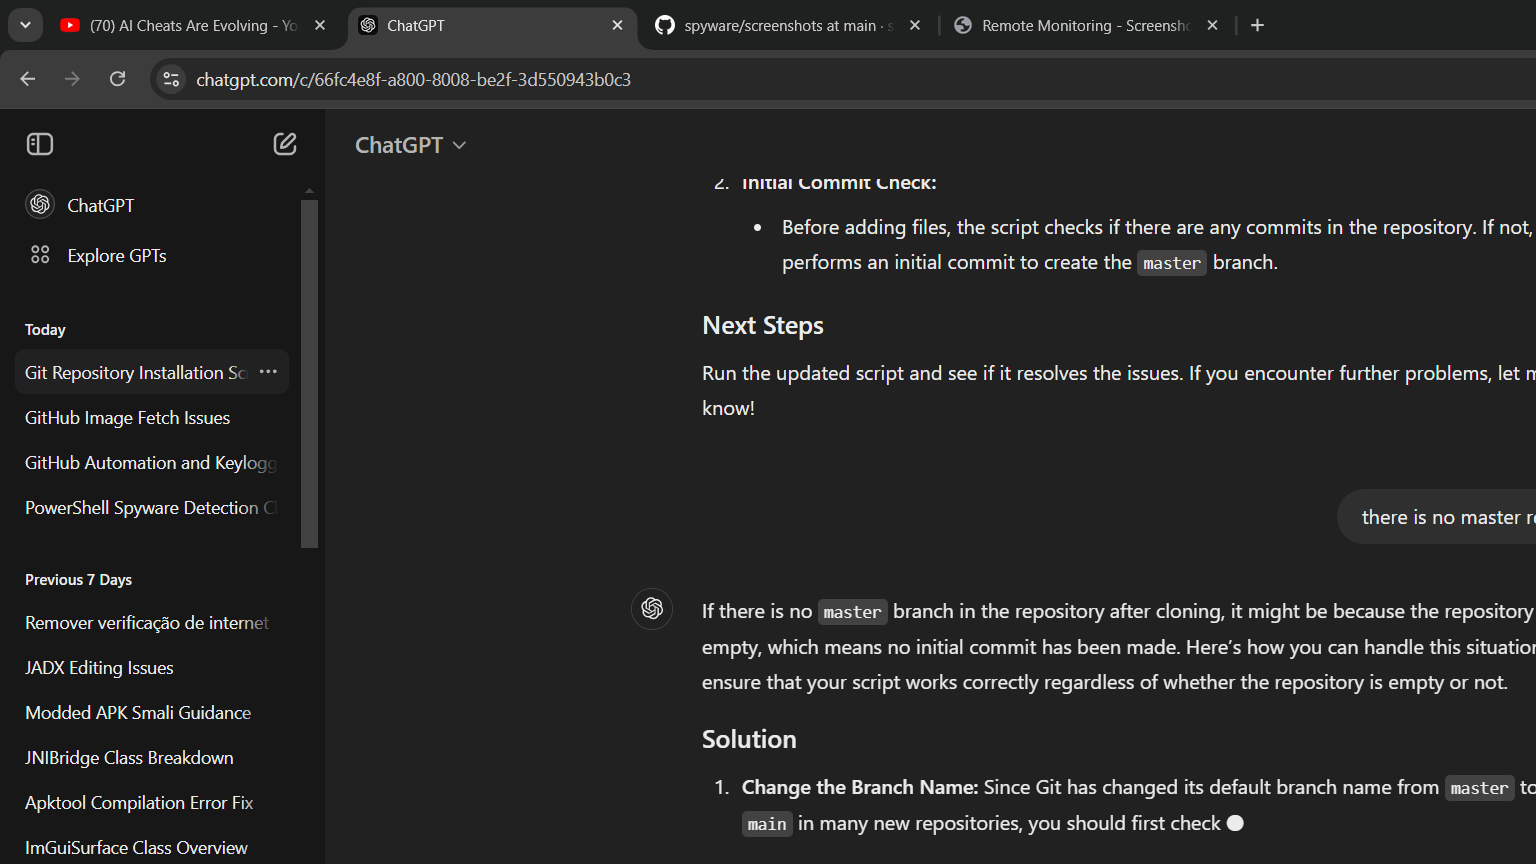 (70) AI Cheats Are Evolving - Yo
ChatGPT
spyware/screenshots at main · s
Remote Monitoring - Screensho
chatgpt.com/c/66fc4e8f-a800-8008-be2f-3d550943b0c3
ChatGPT
Explore GPTs
Today
Git Repository Installation Scr
GitHub Image Fetch Issues
GitHub Automation and Keylogg
PowerShell Spyware Detection Cl
Previous 7 Days
Remover verificação de internet
JADX Editing Issues
Modded APK Smali Guidance
JNIBridge Class Breakdown
Apktool Compilation Error Fix
ImGuiSurface Class Overview
ChatGPT
2. Initial Commit Check:
• Before adding files, the script checks if there are any commits in the repository. If not,
performs an initial commit to create the master branch.
Next Steps
Run the updated script and see if it resolves the issues. If you encounter further problems, let m
know!
there is no master re
If there is no master branch in the repository after cloning, it might be because the repository
empty, which means no initial commit has been made. Here’s how you can handle this situation
ensure that your script works correctly regardless of whether the repository is empty or not.
Solution
1. Change the Branch Name: Since Git has changed its default branch name from master to
main in many new repositories, you should first check